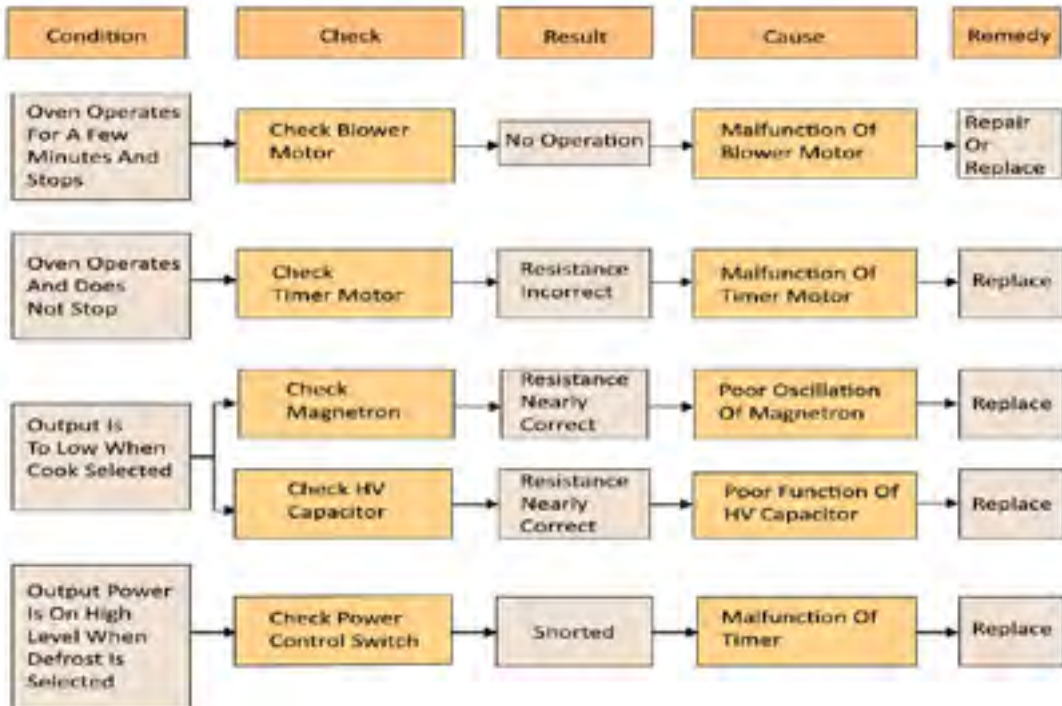 Condition
Check
Result
Cause
Remedy
Oven Operates
For A Few
Minutes And
Stops
Check Blower
Motor
No Operation
Malfunction Of
Blower Motor
Repair
Or
Replace
Oven Operates
And Does
Not Stop
Check
Timer Motor
Resistance
Incorrect
Malfunction Of
Timer Motor
Replace
Output Is
To Low When
Cook Selected
Check
Magnetron
Resistance
Nearly
Correct
Poor Oscillation
Of Magnetron
Replace
Check HV
Capacitor
Resistance
Nearly
Correct
Poor Function Of
HV Capacitor
Replace
Output Power
Is On High
Level When
Defrost Is
Selected
Check Power
Control Switch
Snorted
Malfunction Of
Timer
Replace